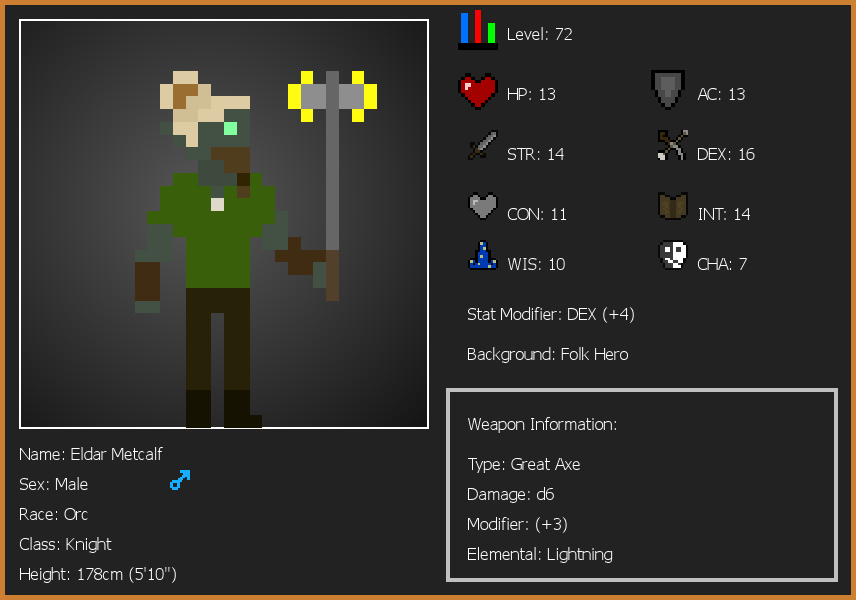 Level: 72
HP: 13
AC: 13
STR: 14
DEX: 16
CON: 11
INT: 14
WIS: 10
CHA: 7
Stat Modifier: DEX (+4)
Background: Folk Hero
Weapon Information:
Type: Great Axe
Damage: d6
Modifier: (+3)
Elemental: Lightning
Name: Eldar Metcalf
Sex: Male
Race: Orc
Class: Knight
Height: 178cm (5'10")